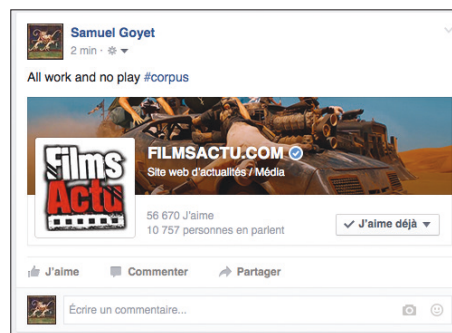 Samuel Goyet
2 min ·
All work and no play #corpus
FILMSACTU.COM
Site web d'actualités / Média
Films
Actu
56 670 J'aime
10 757 personnes en parlent
J'aime déjà
J'aime Commenter Partager
Écrire un commentaire...